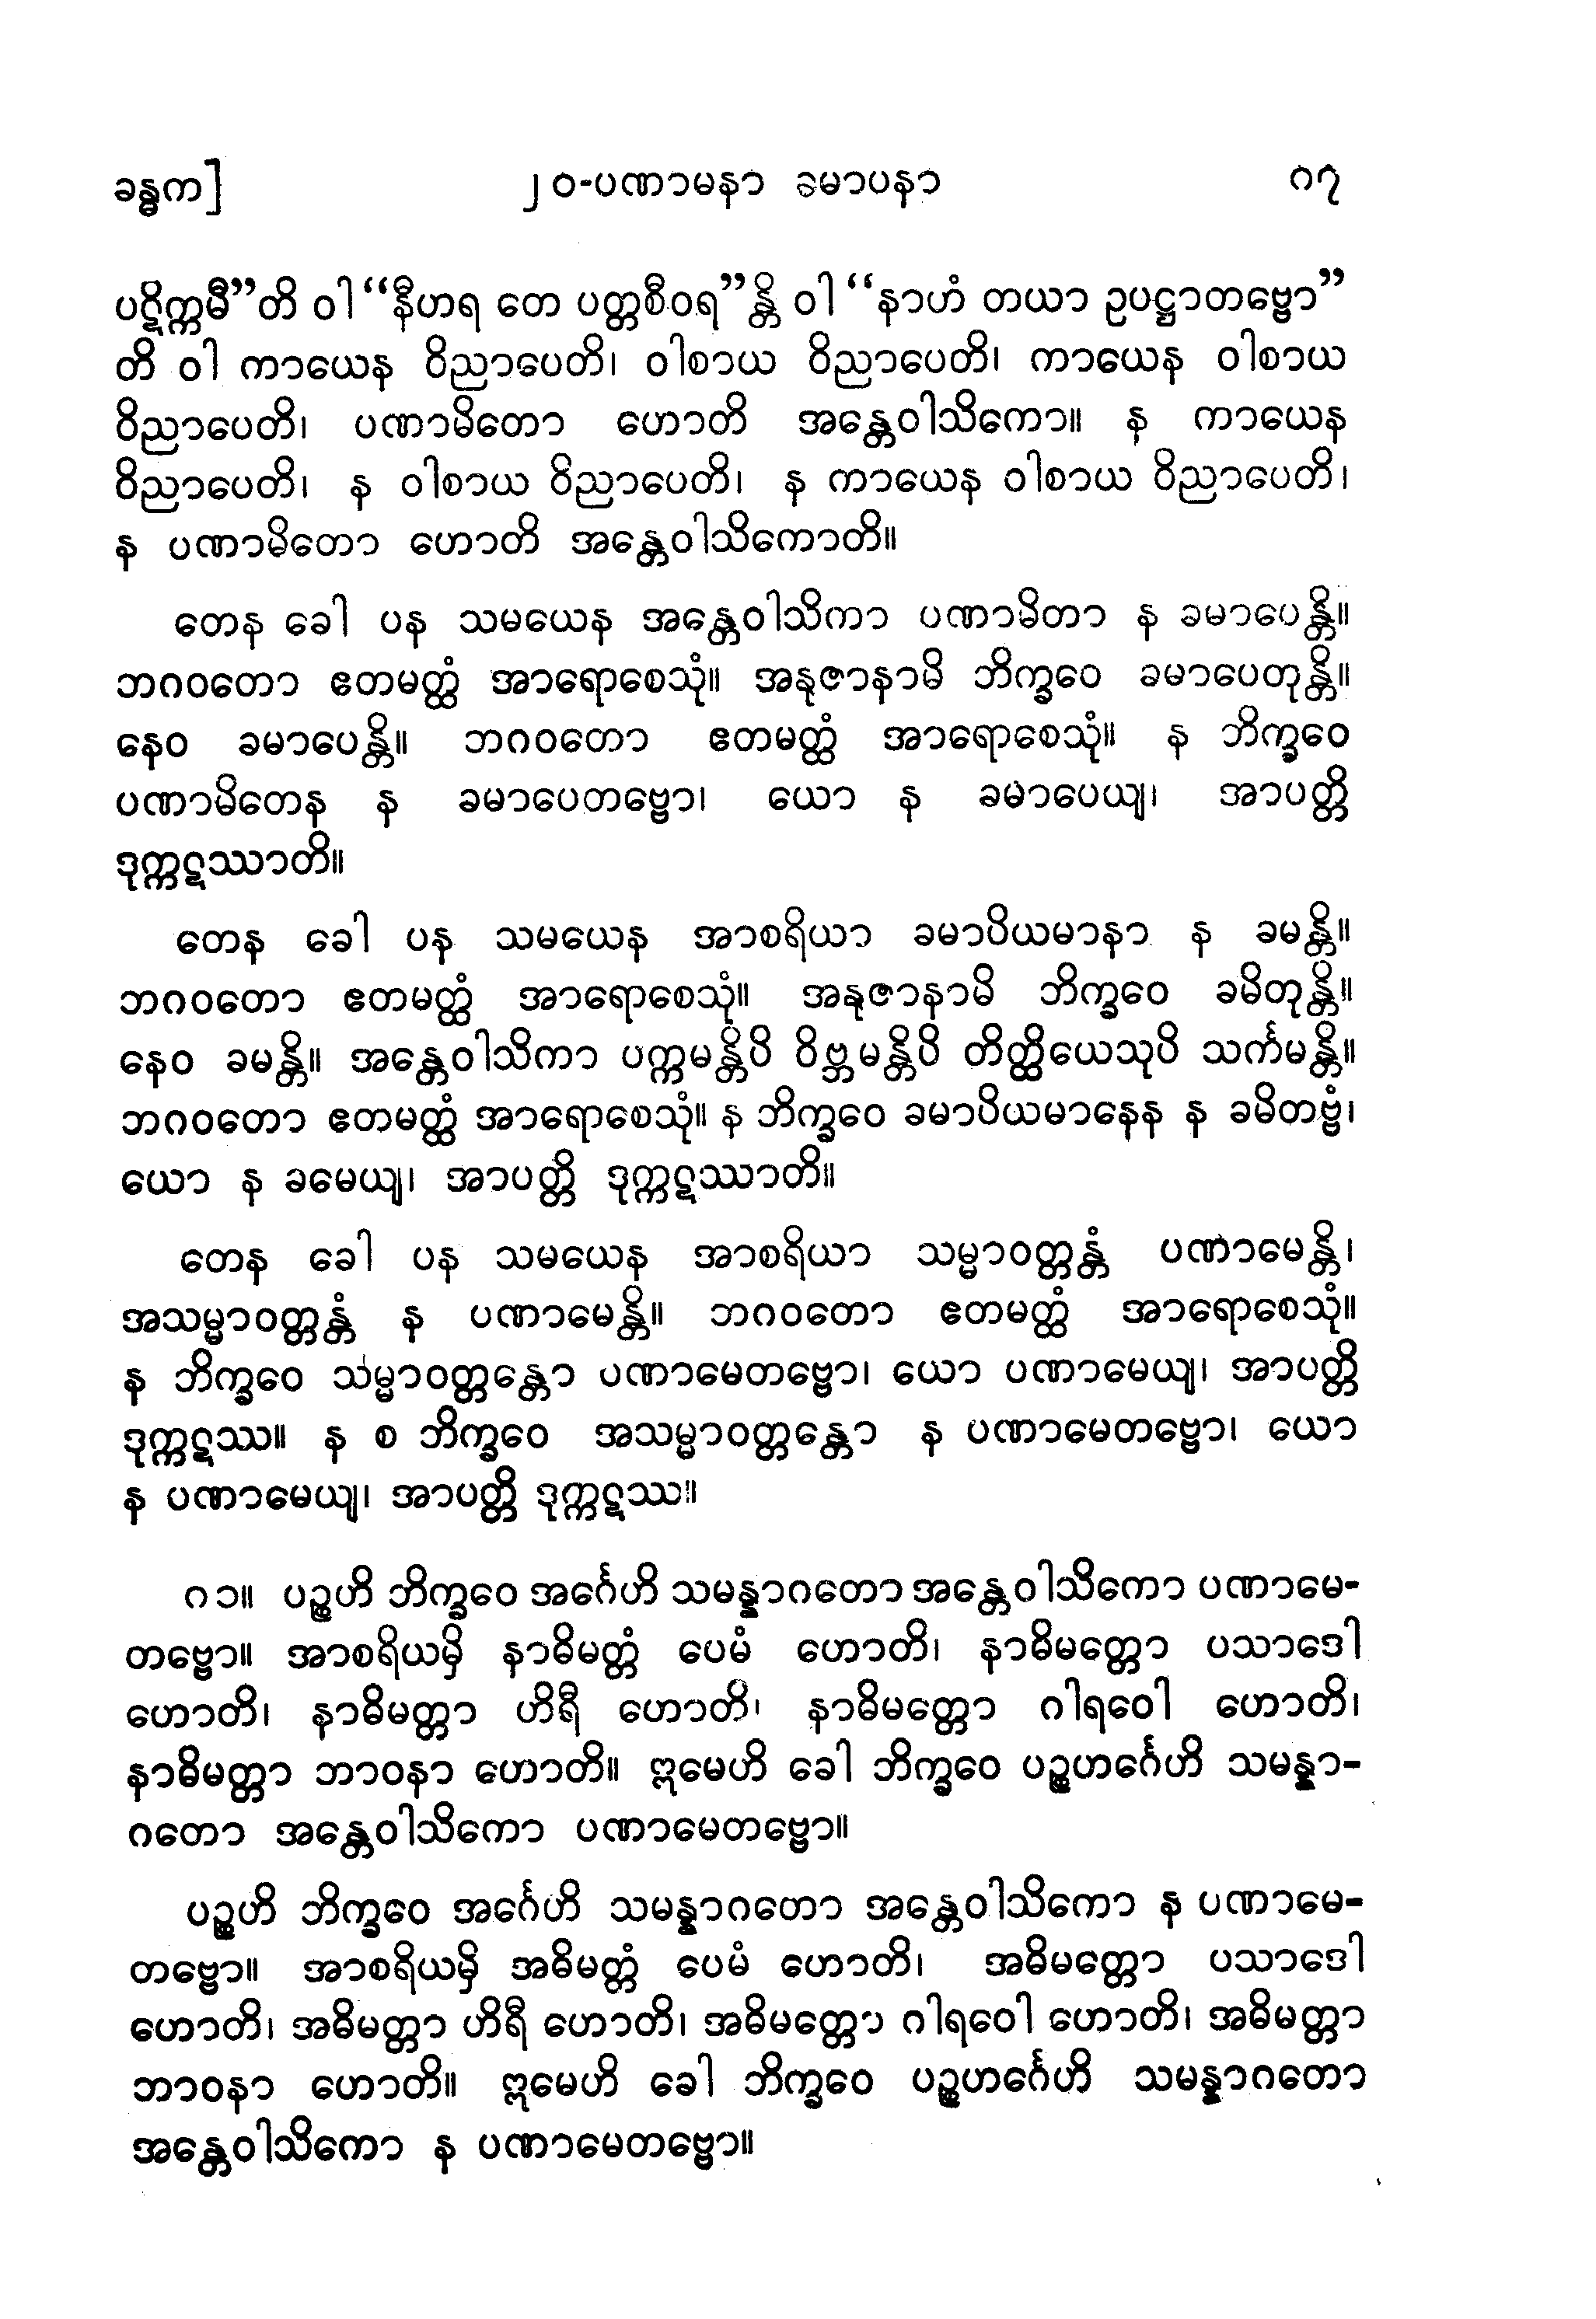 ခန္ဓက]
၂၀-ပဏာမနာ ခမာပနာ
၈၇
ပဋိက္ကမီ”တိ ဝါ “နီဟရ တေ ပတ္တစီဝရ”န္တိ ဝါ “နာဟံ တယာ ဥပဋ္ဌာတဗ္ဗော”
တိ ဝါ ကာယေန ဝိညာပေတိ၊ ဝါစာယ ဝိညာပေတိ၊ ကာယေန ဝါစာယ
ဝိညာပေတိ၊ ပဏာမိတော ဟောတိ အန္တေဝါသိကော။ န ကာယေန
ဝိညာပေတိ၊ န ဝါစာယ ဝိညာပေတိ၊ န ကာယေန ဝါစာယ ဝိညာပေတိ၊
န ပဏာမိတော ဟောတိ အန္တေဝါသိကောတိ။
တေန ခေါ ပန သမယေန အန္တေဝါသိကာ ပဏာမိတာ န ခမာပေန္တိ။
ဘဂဝတော ဧတမတ္ထံ အာရောစေသုံ။ အနုဇာနာမိ ဘိက္ခဝေ ခမာပေတုန္တိ။
နေဝ ခမာပေန္တိ။ ဘဂဝတော ဧတမတ္ထံ အာရောစေသုံ။ န ဘိက္ခဝေ
ပဏာမိတေန န ခမာပေတဗ္ဗော၊ ယော န ခမာပေယျ၊ အာပတ္တိ
ဒုက္ကဋဿာတိ။
တေန ခေါ ပန သမယေန အာစရိယာ ခမာပိယမာနာ န ခမန္တိ။
ဘဂဝတော ဧတမတ္ထံ အာရောစေသုံ။ အနုဇာနာမိ ဘိက္ခဝေ ခမိတုန္တိ။
နေဝ ခမန္တိ။ အန္တေဝါသိကာ ပက္ကမန္တိပိ ဝိဗ္ဘမန္တိပိ တိတ္ထိယေသုပိ သင်္ကမန္တိ။
ဘဂဝတော ဧတမတ္ထံ အာရောစေသုံ။ န ဘိက္ခဝေ ခမာပိယမာနေန န ခမိတဗ္ဗံ၊
ယော န ခမေယျ၊ အာပတ္တိ ဒုက္ကဋဿာတိ။
တေန ခေါ ပန သမယေန အာစရိယာ သမ္မာဝတ္တန္တံ ပဏာမေန္တိ၊
အသမ္မာဝတ္တန္တံ န ပဏာမေန္တိ။ ဘဂဝတော ဧတမတ္ထံ အာရောစေသုံ။
န ဘိက္ခဝေ သမ္မာဝတ္တန္တော ပဏာမေတဗ္ဗော၊ ယော ပဏာမေယျ၊ အာပတ္တိ
ဒုက္ကဋဿ။ န စ ဘိက္ခဝေ အသမ္မာဝတ္တန္တော န ပဏာမေတဗ္ဗော၊ ယော
န ပဏာမေယျ၊ အာပတ္တိ ဒုက္ကဋဿ။
၈၁။ ပဉ္စဟိ ဘိက္ခဝေ အင်္ဂေဟိ သမန္နာဂတော အန္တေဝါသိကော ပဏာမေ-
တဗ္ဗော။ အာစရိယမှိ နာဓိမတ္တံ ပေမံ ဟောတိ၊ နာဓိမတ္တော ပသာဒေါ
ဟောတိ၊ နာဓိမတ္တာ ဟိရီ ဟောတိ၊ နာဓိမတ္တော ဂါရဝေါ ဟောတိ၊
နာဓိမတ္တာ ဘာဝနာ ဟောတိ။ ဣမေဟိ ခေါ ဘိက္ခဝေ ပဉ္စဟင်္ဂေဟိ သမန္နာ-
ဂတော အန္တေဝါသိကော ပဏာမေတဗ္ဗော။
ပဉ္စဟိ ဘိက္ခဝေ အင်္ဂေဟိ သမန္နာဂတော အန္တေဝါသိကော န ပဏာမေ-
တဗ္ဗော။ အာစရိယမှိ အဓိမတ္တံ ပေမံ ဟောတိ၊ အဓိမတ္တော ပသာဒေါ
ဟောတိ၊ အဓိမတ္တာ ဟိရီ ဟောတိ၊ အဓိမတ္တော ဂါရဝေါ ဟောတိ၊ အဓိမတ္တာ
ဘာဝနာ ဟောတိ။ ဣမေဟိ ခေါ ဘိက္ခဝေ ပဉ္စဟင်္ဂေဟိ သမန္နာဂတော
အန္တေဝါသိကော န ပဏာမေတဗ္ဗော။